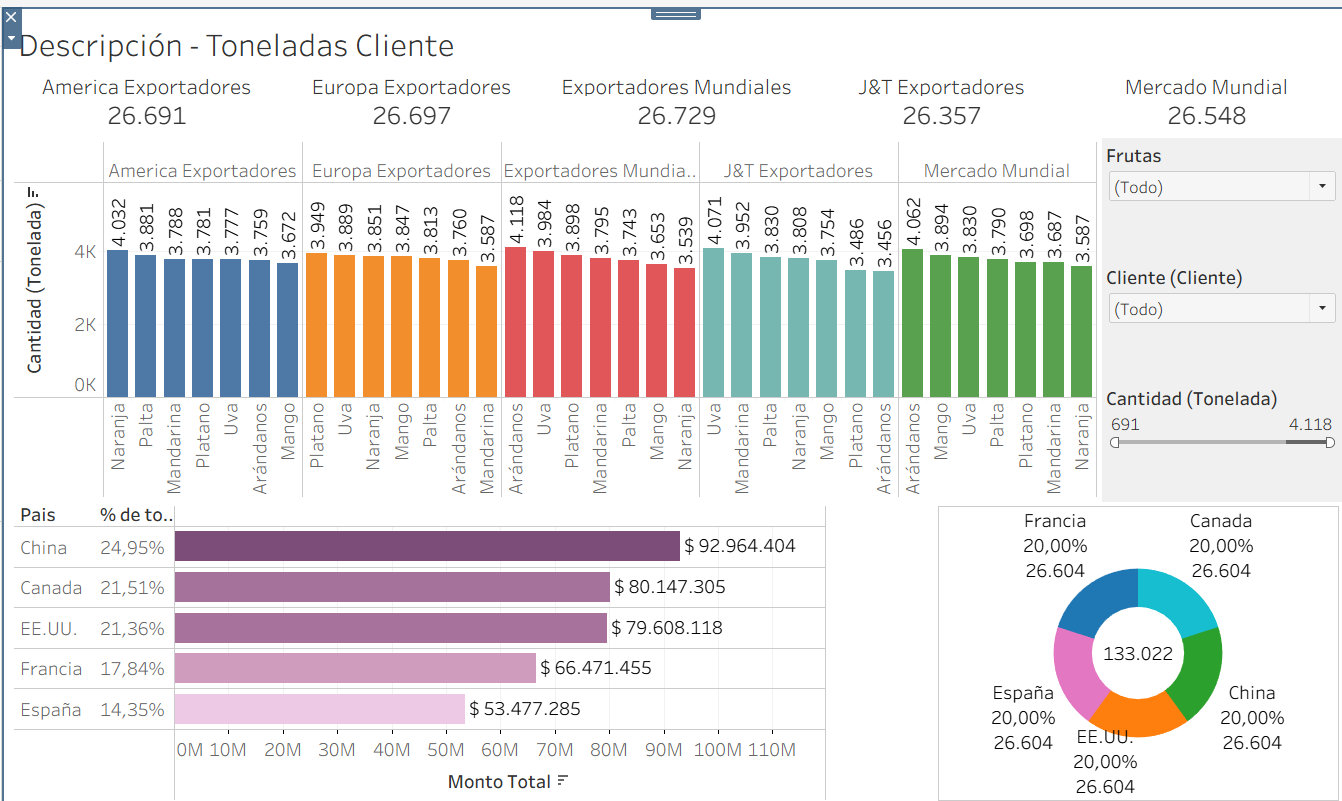 Descripción - Toneladas Cliente
America Exportadores
26.691
Europa Exportadores
26.697
Exportadores Mundiales
26.729
J&T Exportadores
26.357
Mercado Mundial
26.548
America Exportadores
Europa Exportadores
Exportadores Mundia..
J&T Exportadores
Mercado Mundial
Cantidad (Tonelada)
4K
2K
0K
4.032
3.881
3.788
3.781
3.777
3.759
3.672
3.949
3.889
3.851
3.847
3.813
3.760
3.587
4.118
3.984
3.898
3.795
3.743
3.653
3.539
4.071
3.952
3.830
3.808
3.754
3.486
3.456
4.062
3.894
3.830
3.790
3.698
3.687
3.587
Naranja
Palta
Mandarina
Platano
Uva
Arándanos
Mango
Platano
Uva
Naranja
Mango
Palta
Arándanos
Mandarina
Arándanos
Uva
Platano
Mandarina
Palta
Mango
Naranja
Uva
Mandarina
Palta
Naranja
Mango
Platano
Arándanos
Arándanos
Mango
Uva
Palta
Platano
Mandarina
Naranja
Frutas
(Todo)
Cliente (Cliente)
(Todo)
Cantidad (Tonelada)
691 4.118
Pais % de to..
China 24,95% $ 92.964.404
Canada 21,51% $ 80.147.305
EE.UU. 21,36% $ 79.608.118
Francia 17,84% $ 66.471.455
España 14,35% $ 53.477.285
0M 10M 20M 30M 40M 50M 60M 70M 80M 90M 100M 110M
Monto Total
Francia
20,00%
26.604
Canada
20,00%
26.604
133.022
España
20,00%
26.604
China
20,00%
26.604
EE.UU.
20,00%
26.604